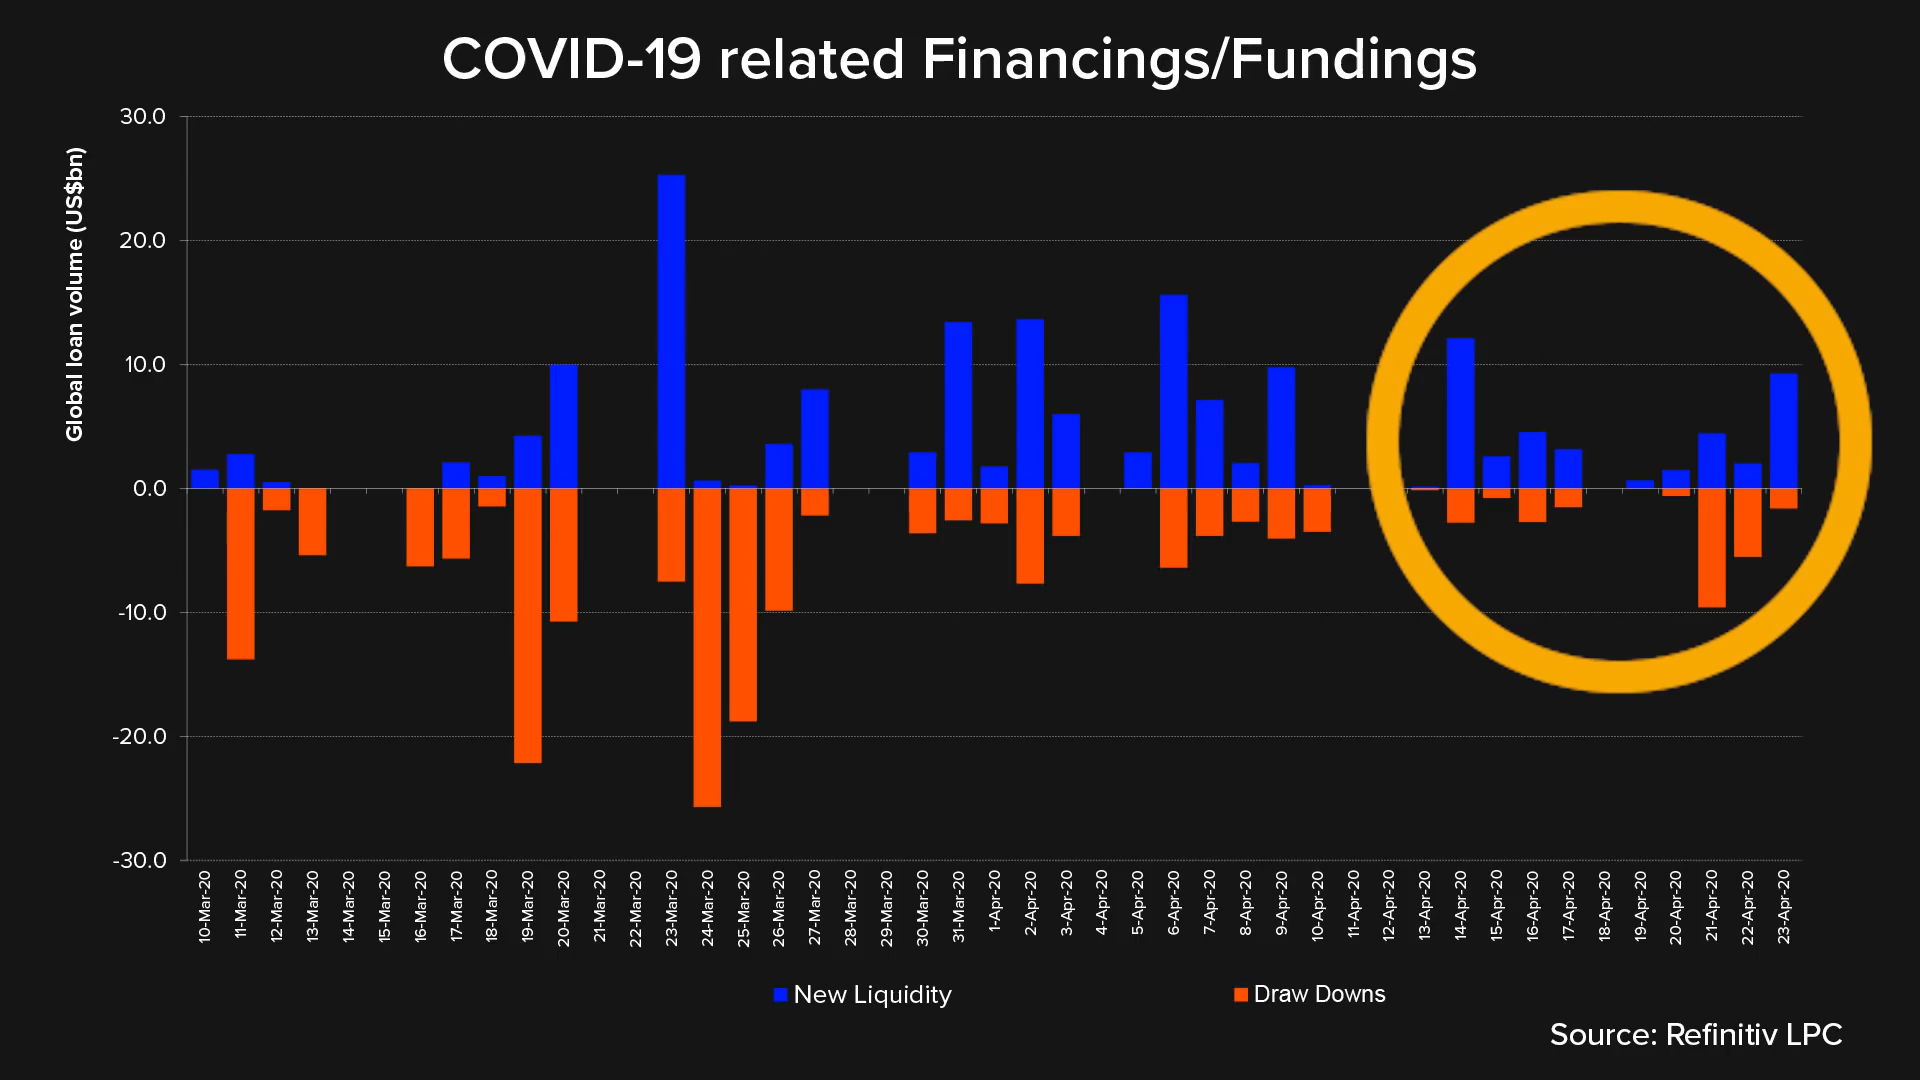 COVID-19 related Financings/Fundings
Global loan volume (US$bn)
30.0
20.0
10.0
0.0
-10.0
-20.0
-30.0
10-Mar-20
11-Mar-20
12-Mar-20
13-Mar-20
14-Mar-20
15-Mar-20
16-Mar-20
17-Mar-20
18-Mar-20
19-Mar-20
20-Mar-20
21-Mar-20
22-Mar-20
23-Mar-20
24-Mar-20
25-Mar-20
26-Mar-20
27-Mar-20
28-Mar-20
29-Mar-20
30-Mar-20
31-Mar-20
1-Apr-20
2-Apr-20
3-Apr-20
4-Apr-20
5-Apr-20
6-Apr-20
7-Apr-20
8-Apr-20
9-Apr-20
10-Apr-20
11-Apr-20
12-Apr-20
13-Apr-20
14-Apr-20
15-Apr-20
16-Apr-20
17-Apr-20
18-Apr-20
19-Apr-20
20-Apr-20
21-Apr-20
22-Apr-20
23-Apr-20
New Liquidity
Draw Downs
Source: Refinitiv LPC